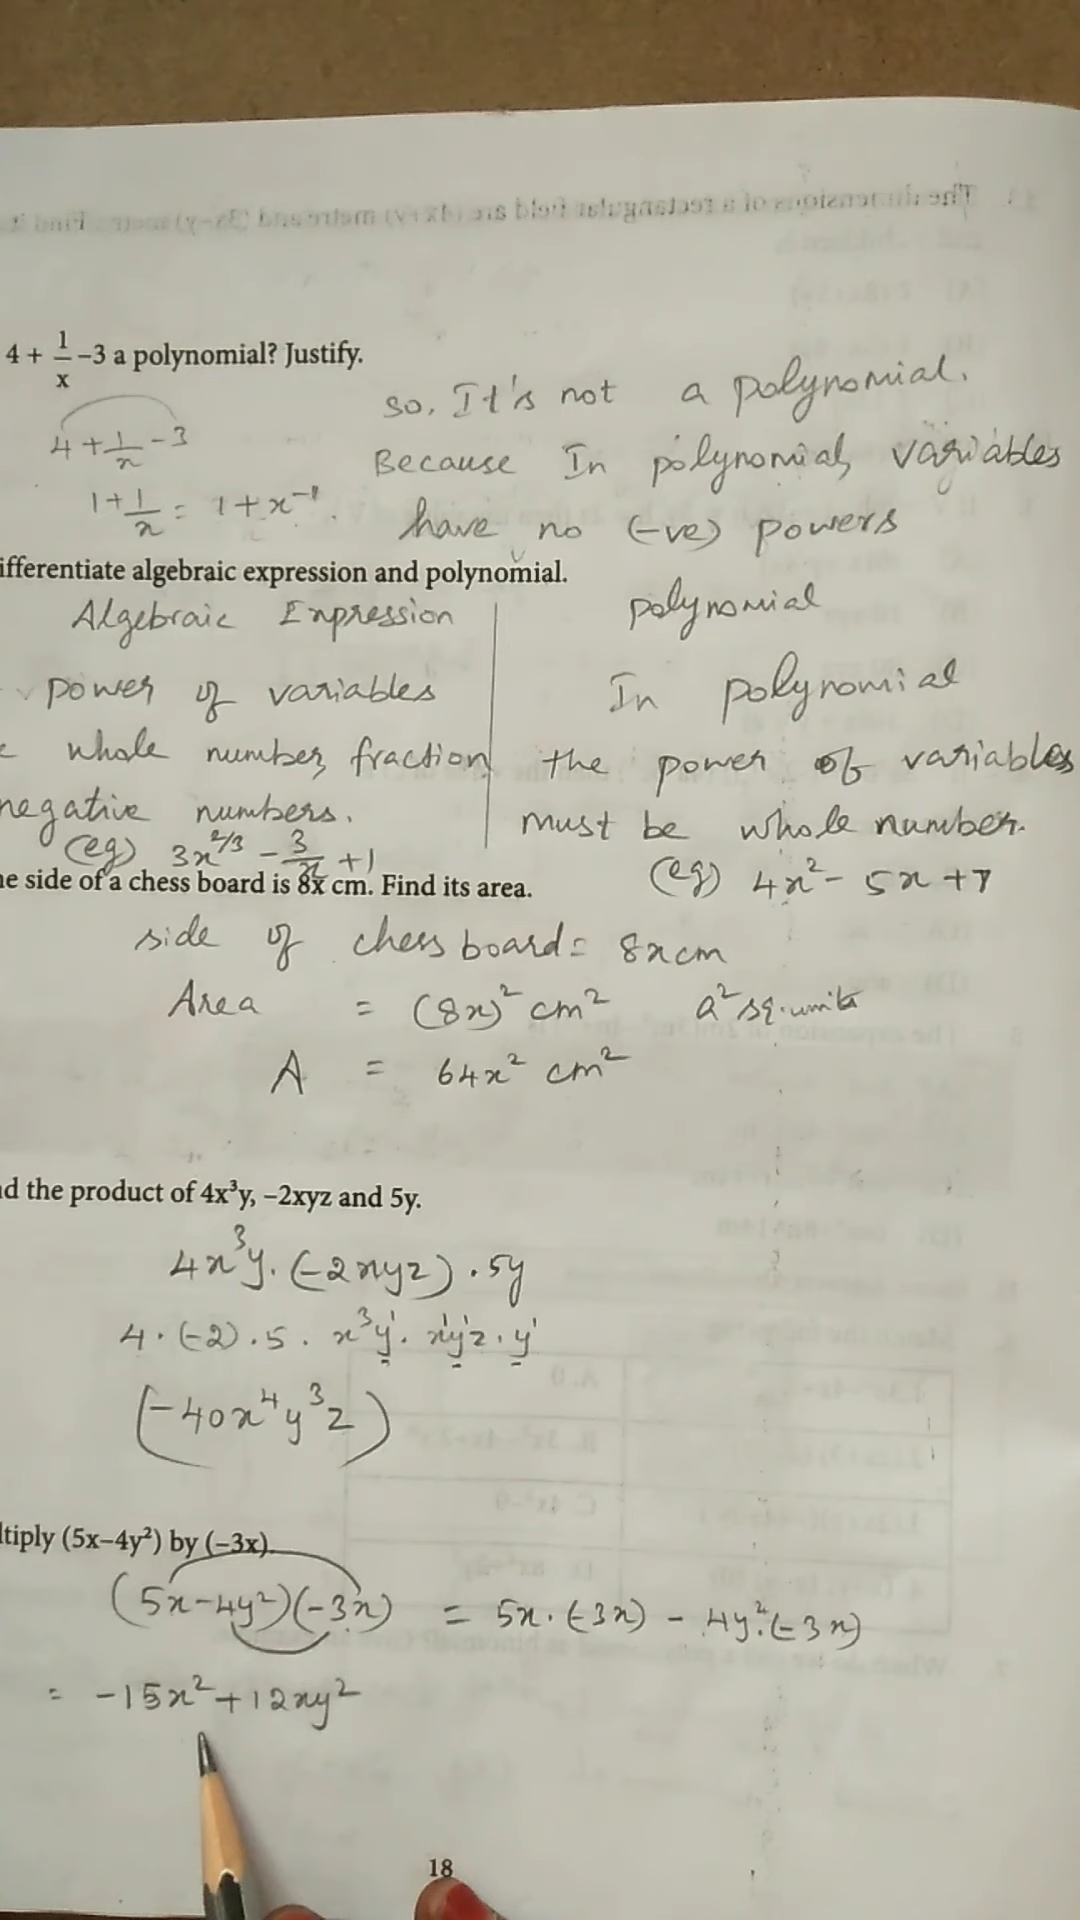 4 + 1/x –3 a polynomial? Justify.
so, It's not a polynomial.
4 + 1/x - 3
Because In polynomial, variables
1 + 1/x = 1 + x⁻¹.
have no (-ve) powers
ifferentiate algebraic expression and polynomial.
Algebraic Expression
polynomial
power of variables
In polynomial
whole number, fraction,
the power of variables
negative numbers.
must be whole number.
(eg) 3x^2/3 - 3/x + 1
(eg) 4x² - 5x + 7
ne side of a chess board is 8x cm. Find its area.
side of chess board = 8x cm
Area = (8x)² cm² a² sq.units
A = 64x² cm²
nd the product of 4x³y, –2xyz and 5y.
4x³y. (-2xyz) . 5y
4 . (-2) . 5 . x³y¹. x¹y¹z . y¹
(-40x⁴y³z)
ltiply (5x–4y²) by (–3x).
(5x-4y²)(-3x) = 5x. (-3x) - 4y².(-3x)
= -15x² + 12xy²
18